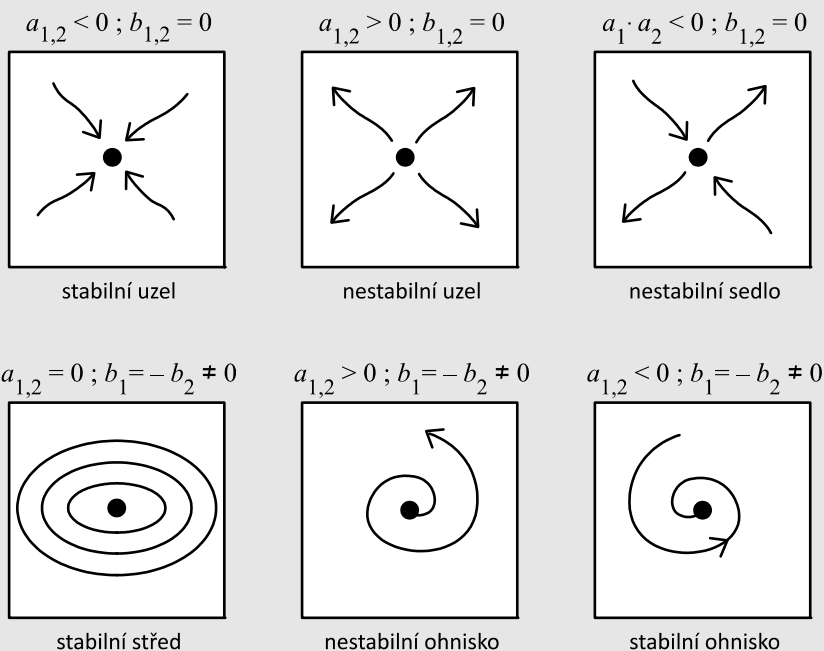 a1,2 < 0 ; b1,2 = 0
a1,2 > 0 ; b1,2 = 0
a1· a2 < 0 ; b1,2 = 0
stabilní uzel
nestabilní uzel
nestabilní sedlo
a1,2 = 0 ; b1= – b2 ≠ 0
a1,2 > 0 ; b1= – b2 ≠ 0
a1,2 < 0 ; b1= – b2 ≠ 0
stabilní střed
nestabilní ohnisko
stabilní ohnisko